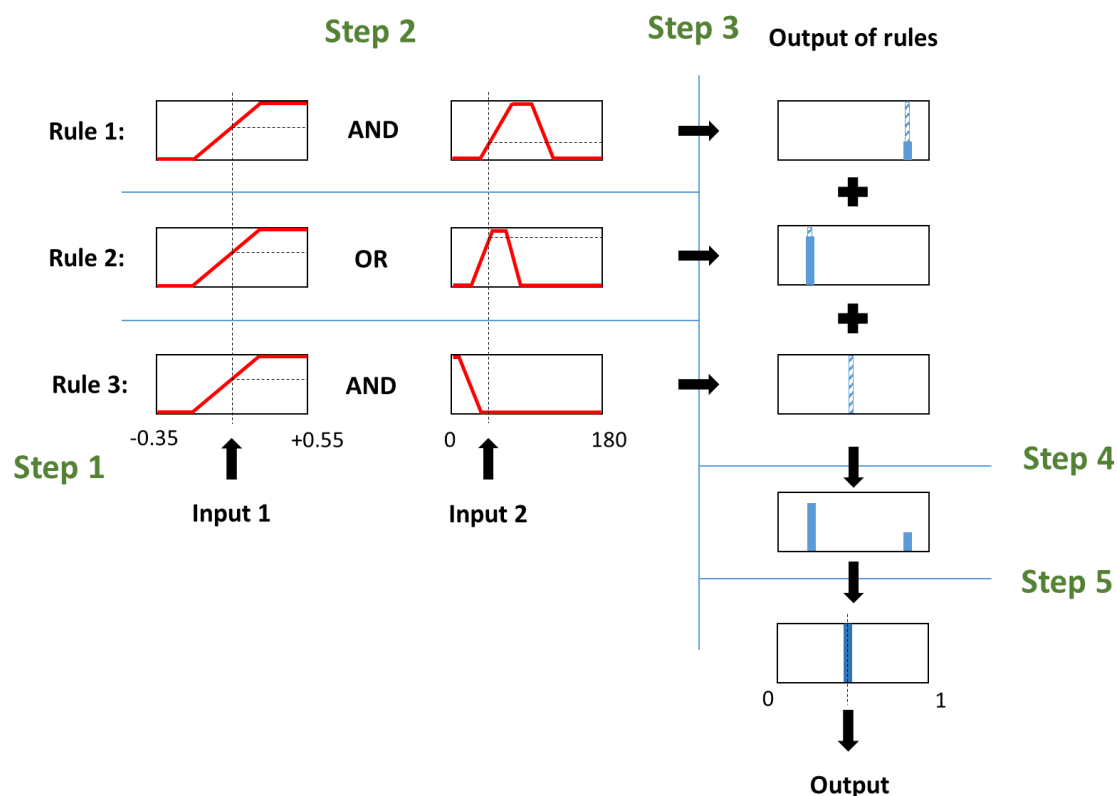 Step 2
Step 3
Output of rules
Rule 1:
AND
Rule 2:
OR
Rule 3:
AND
-0.35
+0.55
0
180
Step 1
Input 1
Input 2
Step 4
Step 5
0
1
Output